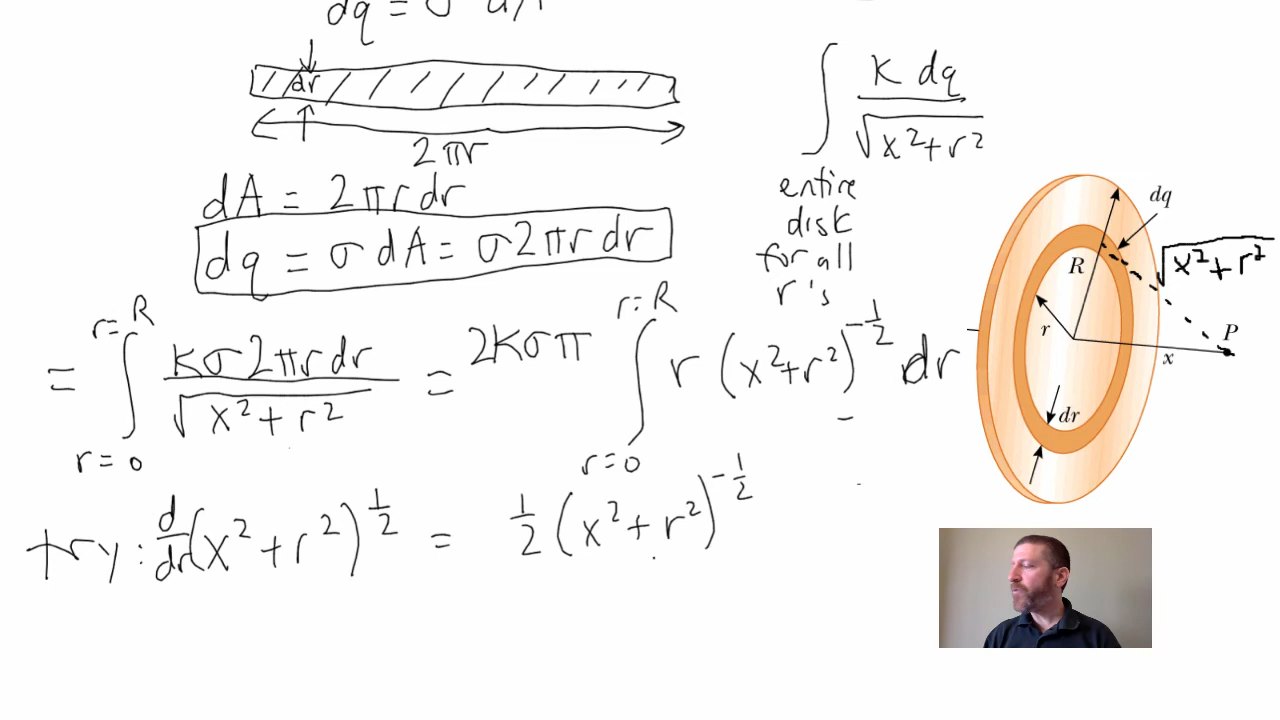 dq = σ dA
dr
2πr
dA = 2πr dr
dq = σ dA = σ2πr dr
∫ k dq / √x²+r²
entire
disk
for all
r's
= ∫ r=0 r=R kσ2πr dr / √x²+r² = 2kσπ ∫ r=0 r=R r (x²+r²)^-1/2 dr
-
try: d/dr (x²+r²)^1/2 = 1/2 (x²+r²)^-1/2
dq
R
√x²+r²
r
P
x
dr